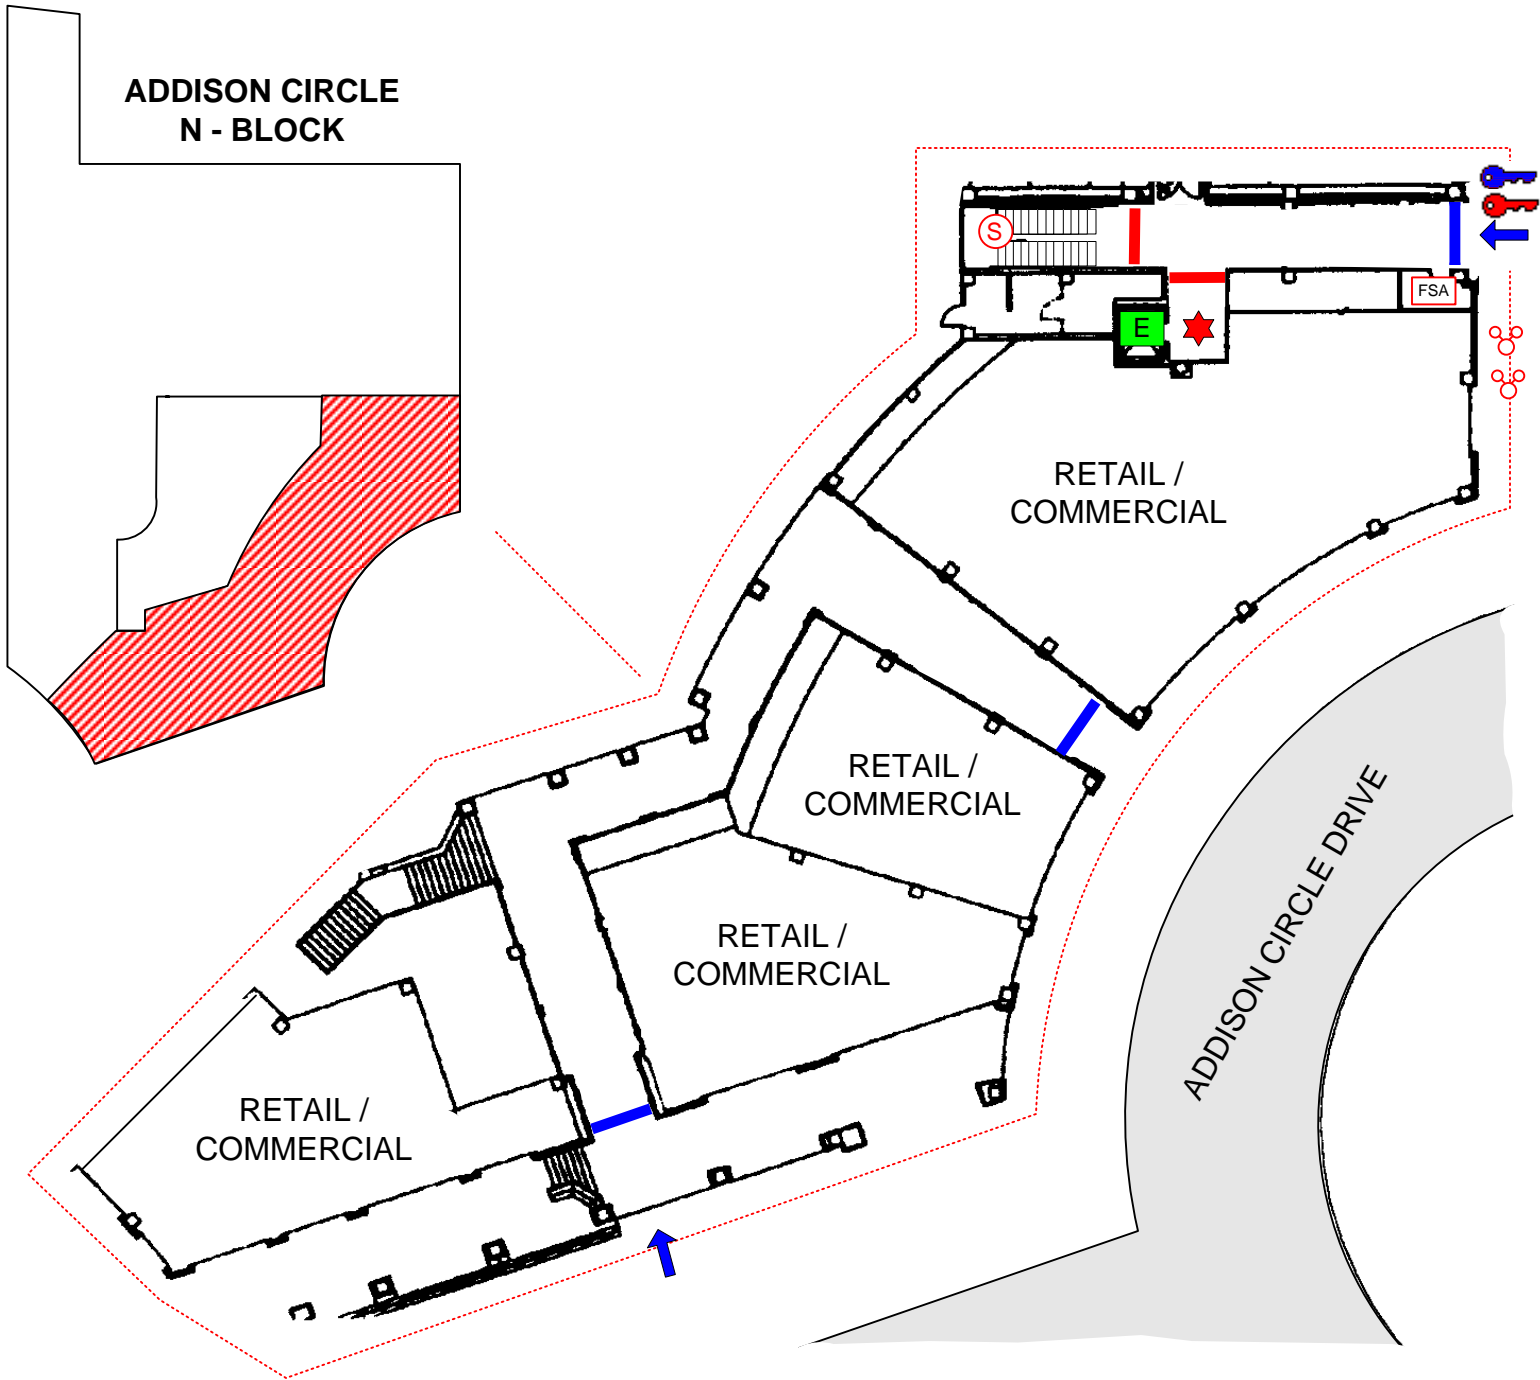 ADDISON CIRCLE
N - BLOCK
S
FSA
E
RETAIL /
COMMERCIAL
RETAIL /
COMMERCIAL
RETAIL /
COMMERCIAL
RETAIL /
COMMERCIAL
ADDISON CIRCLE DRIVE